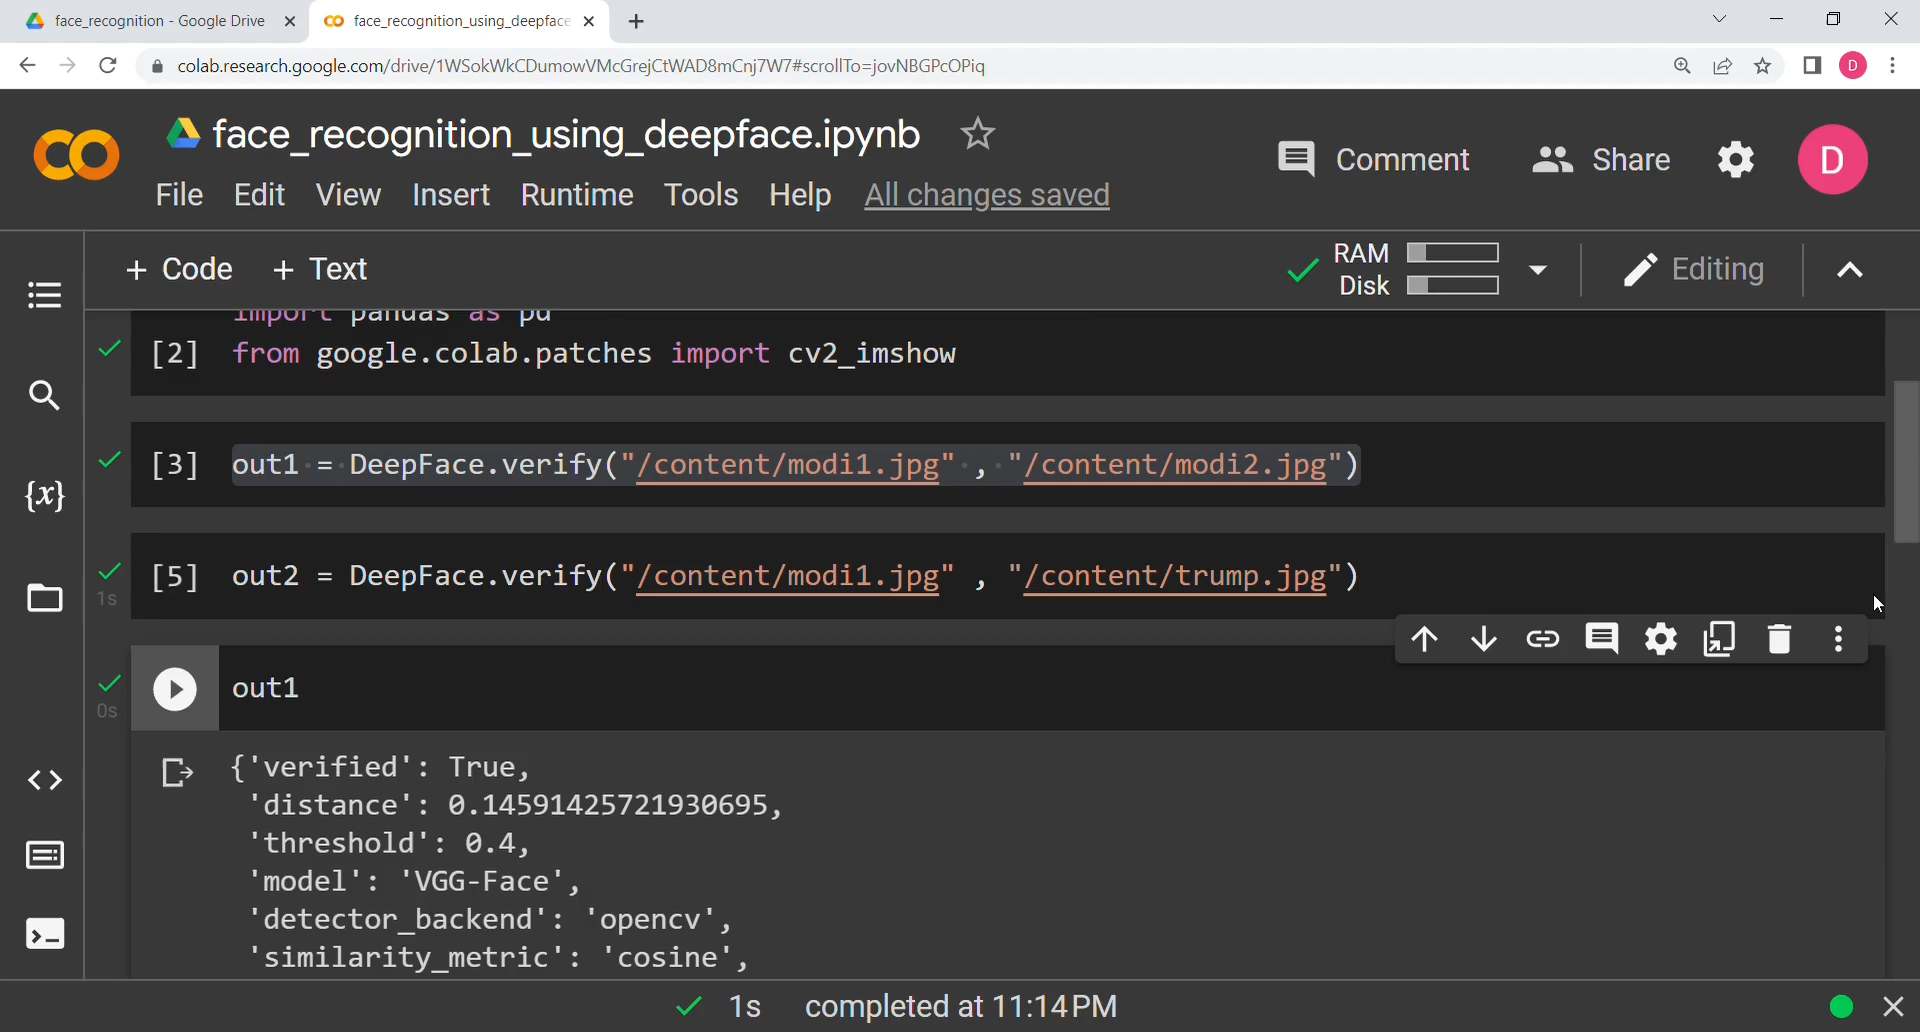 face_recognition - Google Drive
face_recognition_using_deepface
colab.research.google.com/drive/1WSokWkCDumowVMcGrejCtWAD8mCnj7W7#scrollTo=jovNBGPcOPiq
D
face_recognition_using_deepface.ipynb
Comment
Share
D
File Edit View Insert Runtime Tools Help All changes saved
+ Code + Text
RAM
Disk
Editing
import pandas as pd
[2] from google.colab.patches import cv2_imshow
[3] out1 = DeepFace.verify("/content/modi1.jpg" , "/content/modi2.jpg")
[5] out2 = DeepFace.verify("/content/modi1.jpg" , "/content/trump.jpg")
1s
{x}
out1
0s
{'verified': True,
'distance': 0.14591425721930695,
'threshold': 0.4,
'model': 'VGG-Face',
'detector_backend': 'opencv',
'similarity_metric': 'cosine',
1s completed at 11:14 PM